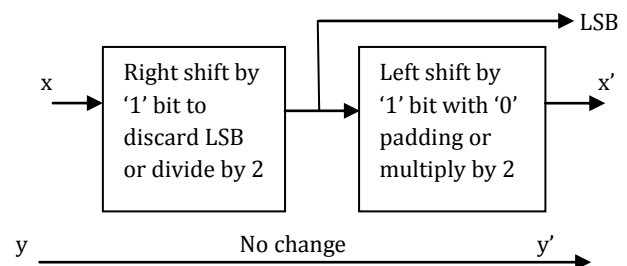 LSB
x
Right shift by
‘1’ bit to
discard LSB
or divide by 2
Left shift by
‘1’ bit with ‘0’
padding or
multiply by 2
x’
y
No change
y’